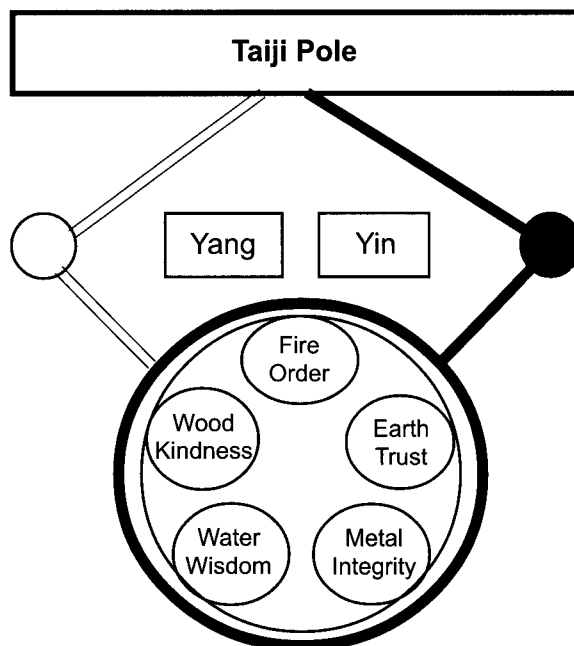 Taiji Pole
Yang
Yin
Fire
Order
Wood
Kindness
Earth
Trust
Water
Wisdom
Metal
Integrity